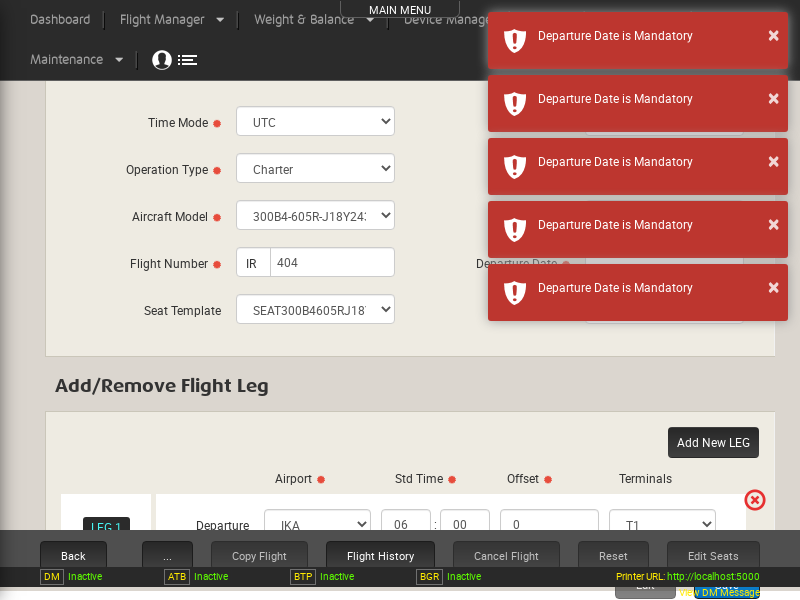 MAIN MENU
Dashboard
Flight Manager
Weight & Balance
Device Manage
Maintenance
Departure Date is Mandatory
×
Departure Date is Mandatory
×
Departure Date is Mandatory
×
Departure Date is Mandatory
×
Departure Date is Mandatory
×
Time Mode
UTC
Operation Type
Charter
Aircraft Model
300B4-605R-J18Y243
Flight Number
IR
404
Departure Date
Seat Template
SEAT300B4605RJ18Y
Add/Remove Flight Leg
Add New LEG
Airport
Std Time
Offset
Terminals
LEG 1
Departure
IKA
06
:
00
0
T1
Back
...
Copy Flight
Flight History
Cancel Flight
Reset
Edit Seats
DM Inactive
ATB Inactive
BTP Inactive
BGR Inactive
Printer URL: http://localhost:5000
View DM Message
Exit